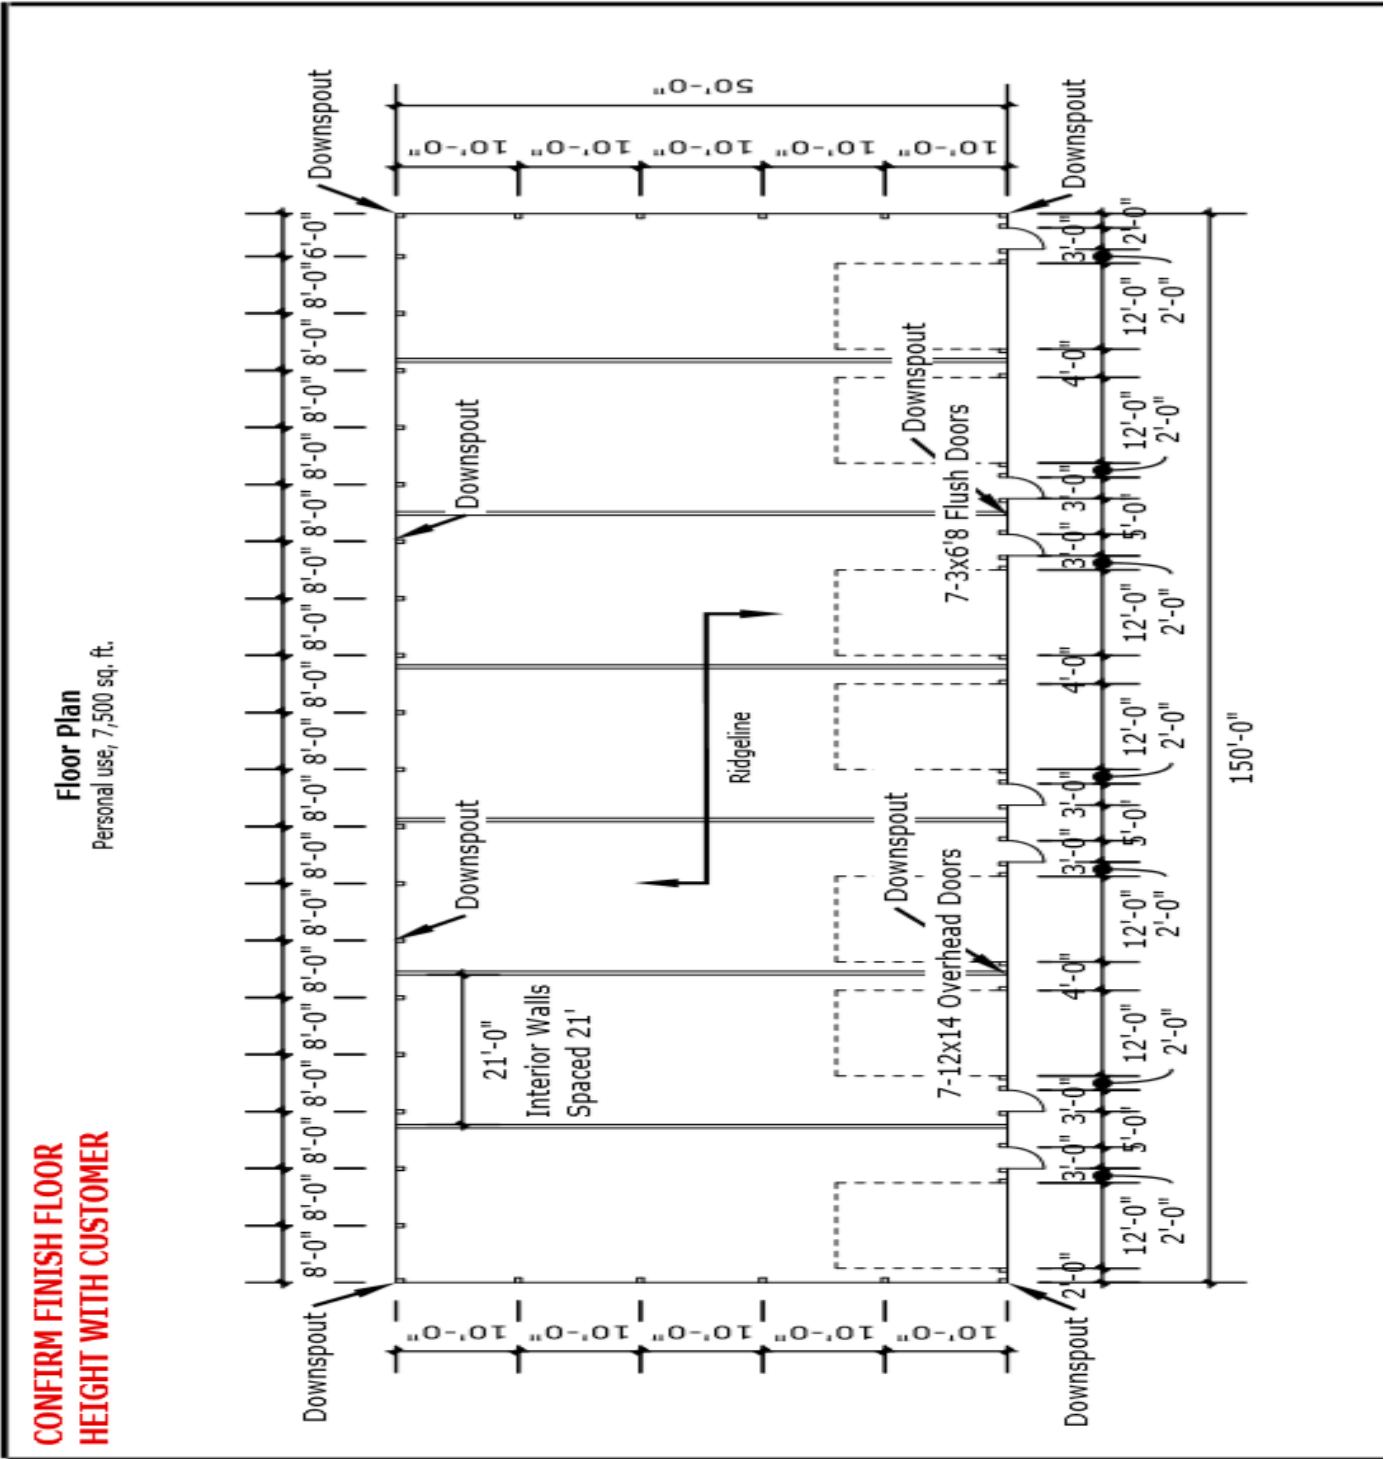 CONFIRM FINISH FLOOR
HEIGHT WITH CUSTOMER
Floor Plan
Personal use, 7,500 sq. ft.
Downspout
8'-0" 8'-0" 8'-0" 8'-0" 8'-0" 8'-0" 8'-0" 8'-0" 8'-0" 8'-0" 8'-0" 8'-0" 8'-0" 8'-0" 8'-0" 8'-0" 8'-0" 8'-0" 6'-0"
Downspout
10'-0"
10'-0"
10'-0"
10'-0"
10'-0"
Downspout
Downspout
21'-0"
Interior Walls
Spaced 21'
Ridgeline
Downspout
Downspout
7-12x14 Overhead Doors
7-3x6'8 Flush Doors
10'-0"
10'-0"
10'-0"
10'-0"
10'-0"
50'-0"
Downspout
2'-0" 3'-0" 3'-0" 4'-0" 3'-0" 3'-0" 4'-0" 3'-0" 3'-0" 4'-0" 3'-0"
Downspout
12'-0" 5'-0" 12'-0" 12'-0" 5'-0" 12'-0" 12'-0" 5'-0" 12'-0" 12'-0" 2'-0"
2'-0" 2'-0" 2'-0" 2'-0" 2'-0" 2'-0" 2'-0"
150'-0"